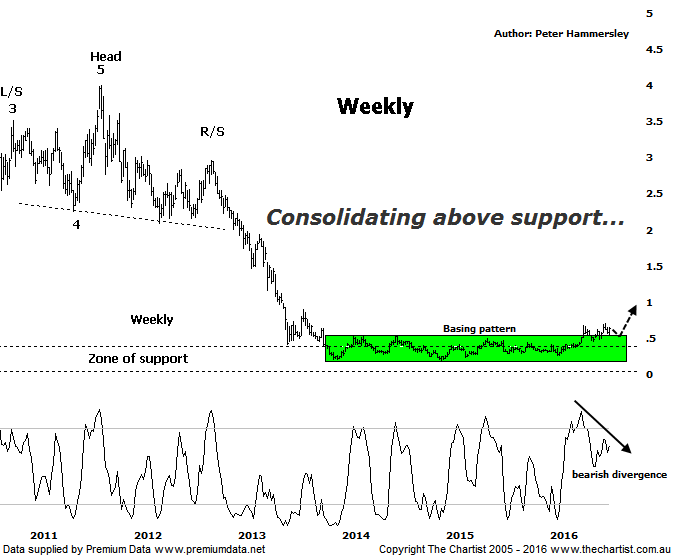 5
Author: Peter Hammersley
4.5
Head
5
4
L/S
3
Weekly
3.5
R/S
3
2.5
4
Consolidating above support...
2
1.5
1
Weekly
Basing pattern
.5
Zone of support
0
bearish divergence
2011 2012 2013 2014 2015 2016
Data supplied by Premium Data www.premiumdata.net Copyright The Chartist 2005 - 2016 www.thechartist.com.au